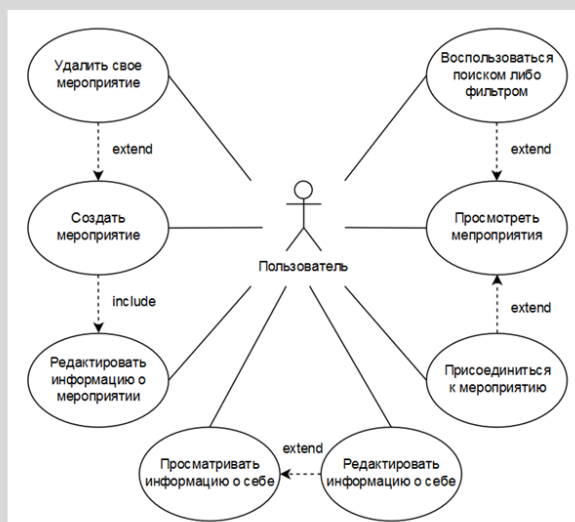 Удалить свое
мероприятие
Воспользоваться
поиском либо
фильтром
extend
extend
Создать
мероприятие
Просмотреть
мепроприятия
Пользователь
include
extend
Редактировать
информацию о
мероприятии
Присоединиться
к мероприятию
extend
Просматривать
информацию о себе
Редактировать
информацию о себе